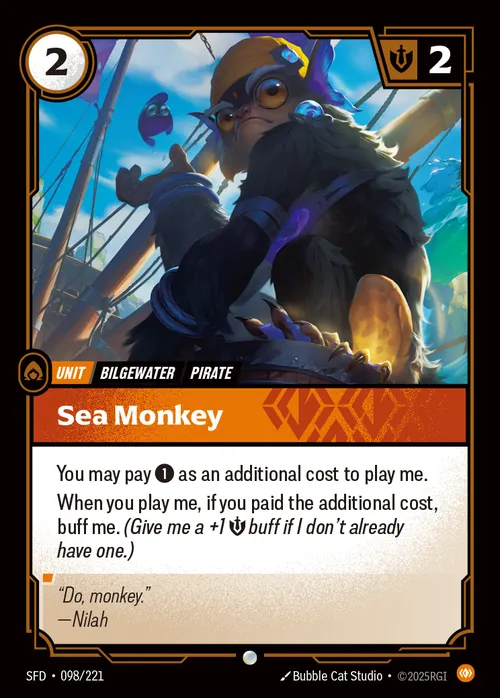 2
2
UNIT BILGEWATER PIRATE
Sea Monkey
You may pay 1 as an additional cost to play me.
When you play me, if you paid the additional cost,
buff me. (Give me a +1 buff if I don't already
have one.)
"Do, monkey."
—Nilah
SFD • 098/221
Bubble Cat Studio • ©2025RGI